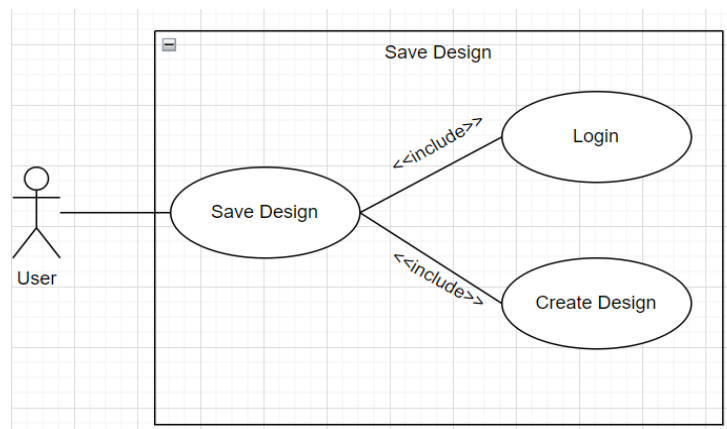 Save Design
<<include>>
Login
Save Design
User
<<include>>
Create Design